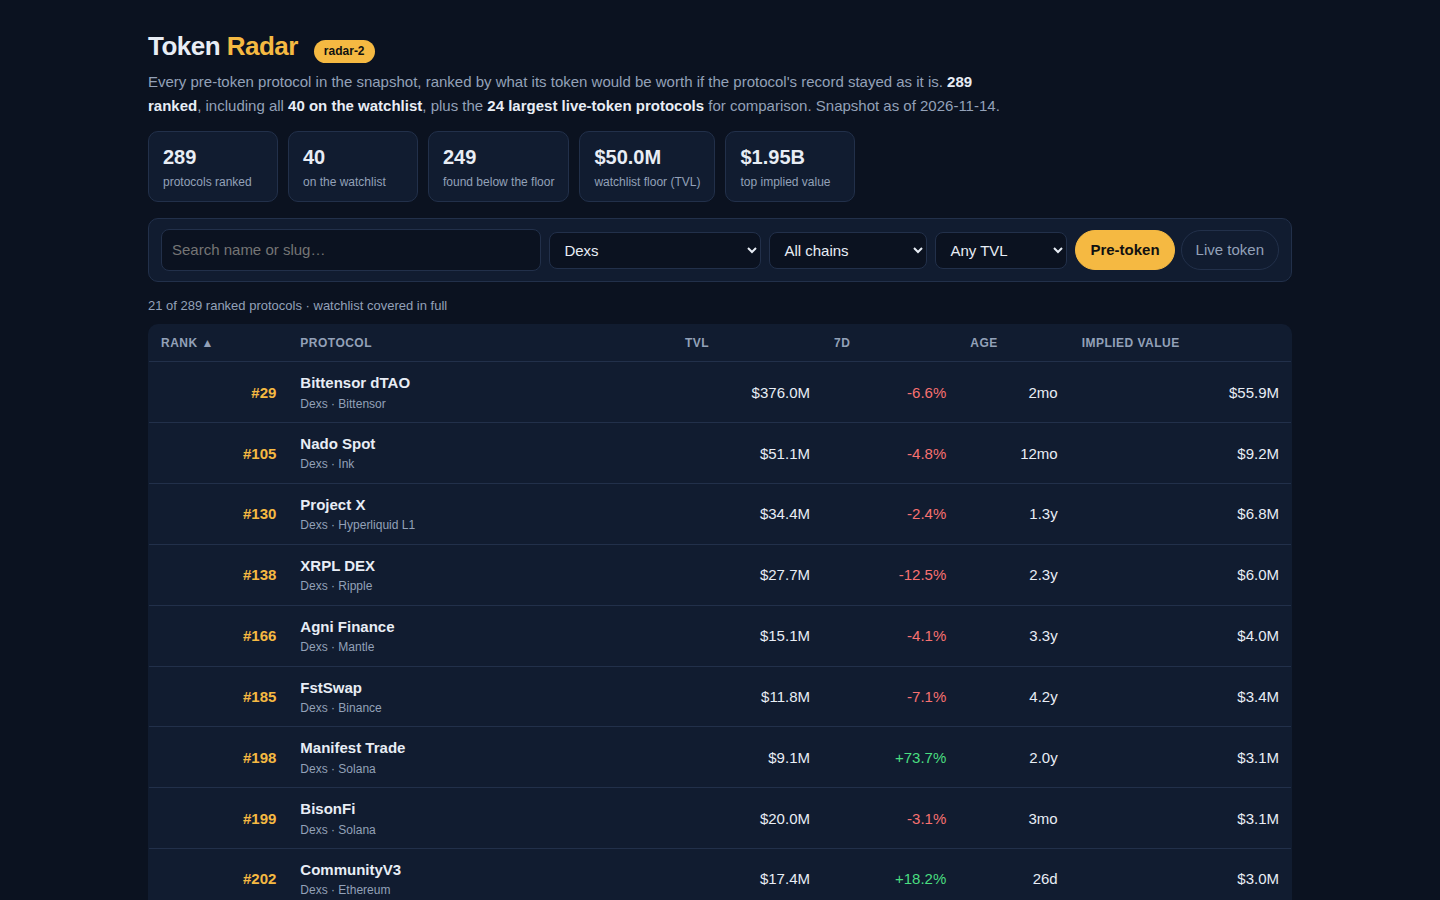 Token Radar radar-2
Every pre-token protocol in the snapshot, ranked by what its token would be worth if the protocol's record stayed as it is. 289
ranked, including all 40 on the watchlist, plus the 24 largest live-token protocols for comparison. Snapshot as of 2026-11-14.
289 40 249 $50.0M $1.95B
protocols ranked on the watchlist found below the floor watchlist floor (TVL) top implied value
Search name or slug… Dexs All chains Any TVL Pre-token Live token
21 of 289 ranked protocols · watchlist covered in full
RANK ▲ PROTOCOL TVL 7D AGE IMPLIED VALUE
#29 Bittensor dTAO $376.0M -6.6% 2mo $55.9M
Dexs · Bittensor
#105 Nado Spot $51.1M -4.8% 12mo $9.2M
Dexs · Ink
#130 Project X $34.4M -2.4% 1.3y $6.8M
Dexs · Hyperliquid L1
#138 XRPL DEX $27.7M -12.5% 2.3y $6.0M
Dexs · Ripple
#166 Agni Finance $15.1M -4.1% 3.3y $4.0M
Dexs · Mantle
#185 FstSwap $11.8M -7.1% 4.2y $3.4M
Dexs · Binance
#198 Manifest Trade $9.1M +73.7% 2.0y $3.1M
Dexs · Solana
#199 BisonFi $20.0M -3.1% 3mo $3.1M
Dexs · Solana
#202 CommunityV3 $17.4M +18.2% 26d $3.0M
Dexs · Ethereum